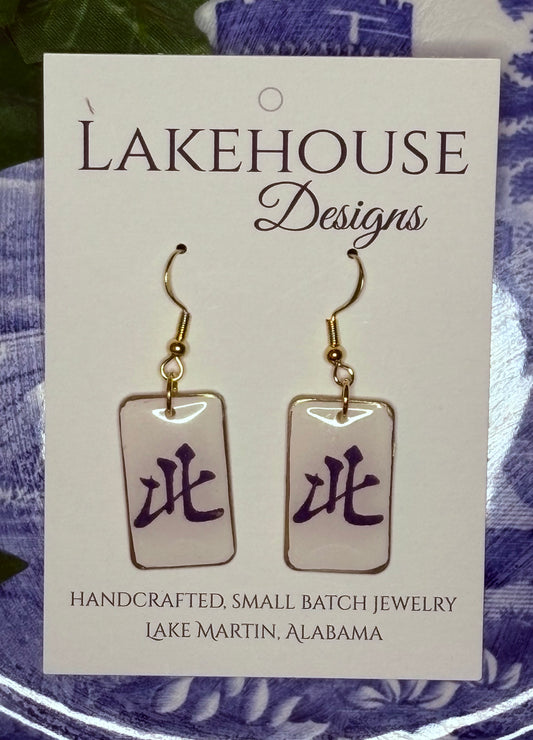 LAKEHOUSE
Designs
北 北
HANDCRAFTED, SMALL BATCH JEWELRY
LAKE MARTIN, ALABAMA